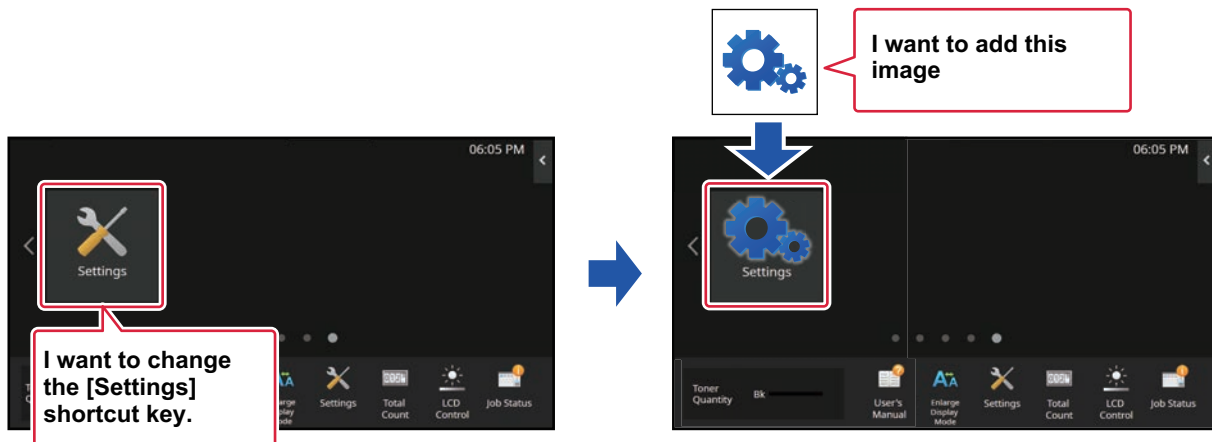 I want to add this
image
06:05 PM
Settings
I want to change
the [Settings]
shortcut key.
Settings
Total
Count
LCD
Control
Job Status
06:05 PM
Settings
Toner
Quantity
Bk
User's
Manual
Enlarge
Display
Mode
Settings
Total
Count
LCD
Control
Job Status